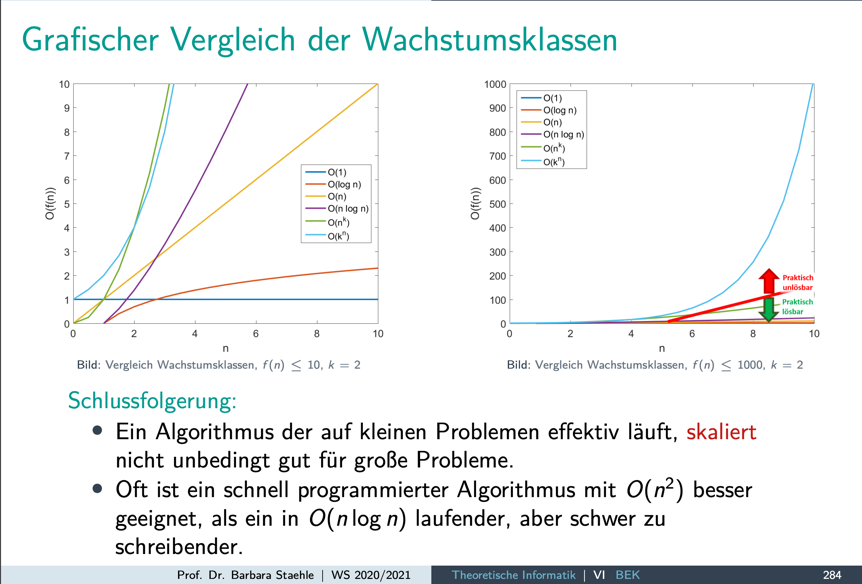 Grafischer Vergleich der Wachstumsklassen
10
9
8
7
6
5
4
3
2
1
0
O(f(n))
0 2 4 6 8 10
n
O(1)
O(log n)
O(n)
O(n log n)
O(nᵏ)
O(kⁿ)
Bild: Vergleich Wachstumsklassen, f(n) ≤ 10, k = 2
1000
900
800
700
600
500
400
300
200
100
0
O(f(n))
0 2 4 6 8 10
n
O(1)
O(log n)
O(n)
O(n log n)
O(nᵏ)
O(kⁿ)
Praktisch
unlösbar
Praktisch
lösbar
Bild: Vergleich Wachstumsklassen, f(n) ≤ 1000, k = 2
Schlussfolgerung:
• Ein Algorithmus der auf kleinen Problemen effektiv läuft, skaliert
nicht unbedingt gut für große Probleme.
• Oft ist ein schnell programmierter Algorithmus mit O(n²) besser
geeignet, als ein in O(n log n) laufender, aber schwer zu
schreibender.
Prof. Dr. Barbara Staehle | WS 2020/2021 Theoretische Informatik | VI BEK 284